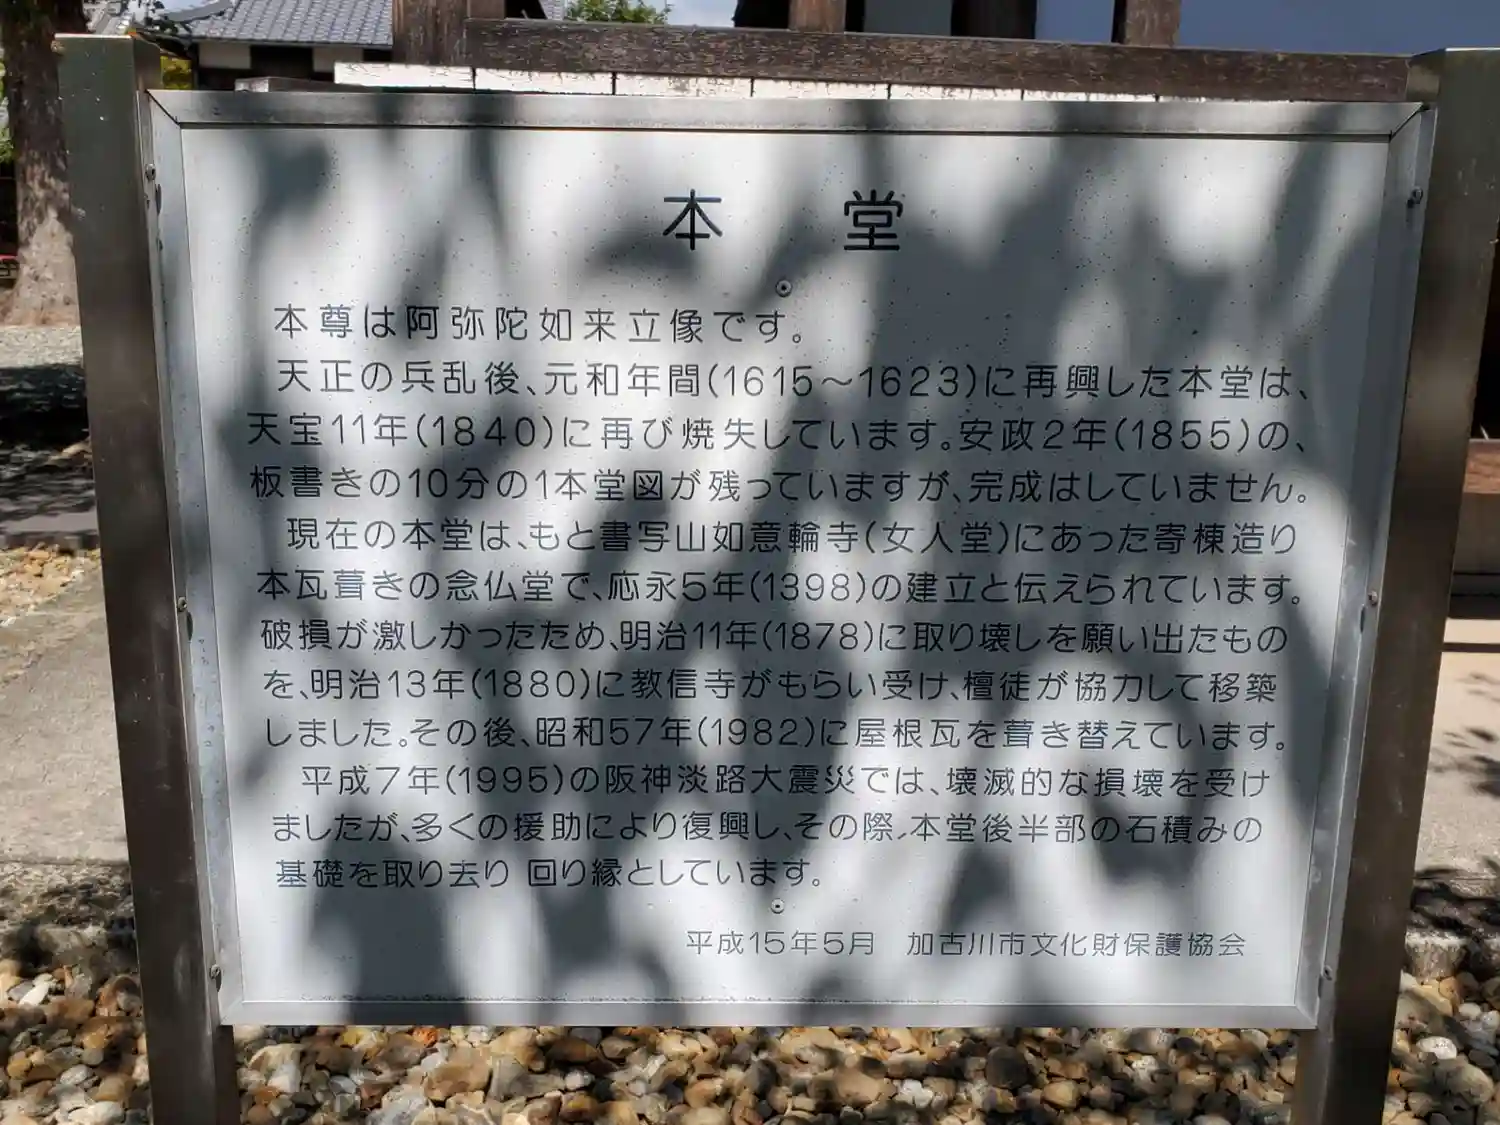 本堂
本尊は阿弥陀如来立像です。
天正の兵乱後、元和年間(1615〜1623)に再興した本堂は、
天宝11年(1840)に再び焼失しています。安政2年(1855)の、
板書きの10分の1本堂図が残っていますが、完成はしていません。
現在の本堂は、もと書写山如意輪寺(女人堂)にあった寄棟造り
本瓦葺きの念仏堂で、応永5年(1398)の建立と伝えられています。
破損が激しかったため、明治11年(1878)に取り壊しを願い出たもの
を、明治13年(1880)に教信寺がもらい受け、檀徒が協力して移築
しました。その後、昭和57年(1982)に屋根瓦を葺き替えています。
平成7年(1995)の阪神淡路大震災では、壊滅的な損壊を受け
ましたが、多くの援助により復興し、その際、本堂後半部の石積みの
基礎を取り去り 回り縁としています。
平成15年5月 加古川市文化財保護協会